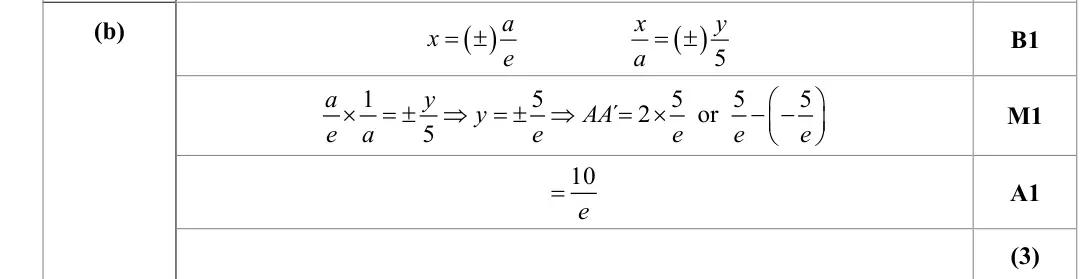 (b) x = (±) a/e    x/a = (±) y/5    B1
a/e × 1/a = ± y/5 ⇒ y = ± 5/e ⇒ AA′ = 2 × 5/e or 5/e − (− 5/e)    M1
= 10/e    A1
(3)